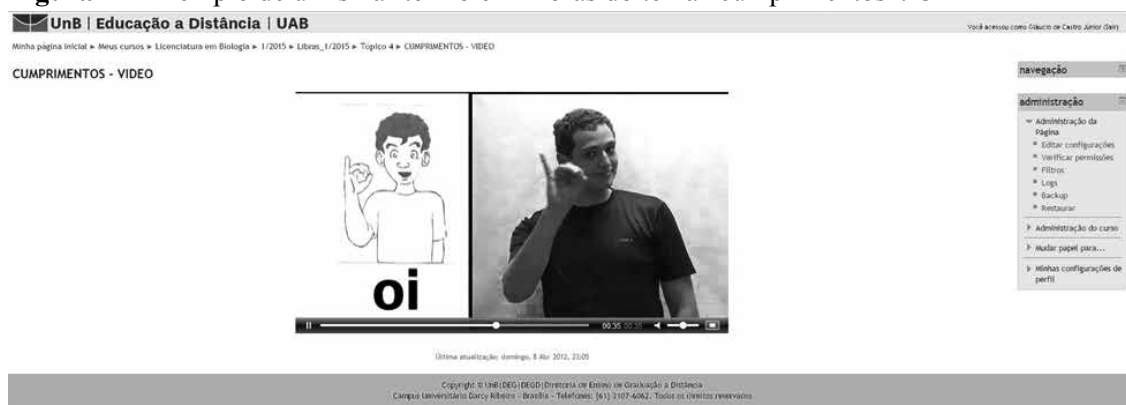 UnB | Educação a Distância | UAB
Você acessou como Gláucio de Castro Júnior (Sair)
Minha página inicial ► Meus cursos ► Licenciatura em Biologia ► 1/2015 ► Libras_1/2015 ► Tópico 4 ► CUMPRIMENTOS - VIDEO
CUMPRIMENTOS - VIDEO
navegação
administração
Administração da Página
Editar configurações
Verificar permissões
Filtros
Logs
Backup
Restaurar
Administração do curso
Mudar papel para...
Minhas configurações de perfil
oi
00:35 00:35
Última atualização: domingo, 8 Abr 2012, 23:05
Copyright © UnB|DEG|DEGD|Diretoria de Ensino de Graduação a Distância
Campus Universitário Darcy Ribeiro - Brasília - Telefones: (61) 3107-6062. Todos os direitos reservados